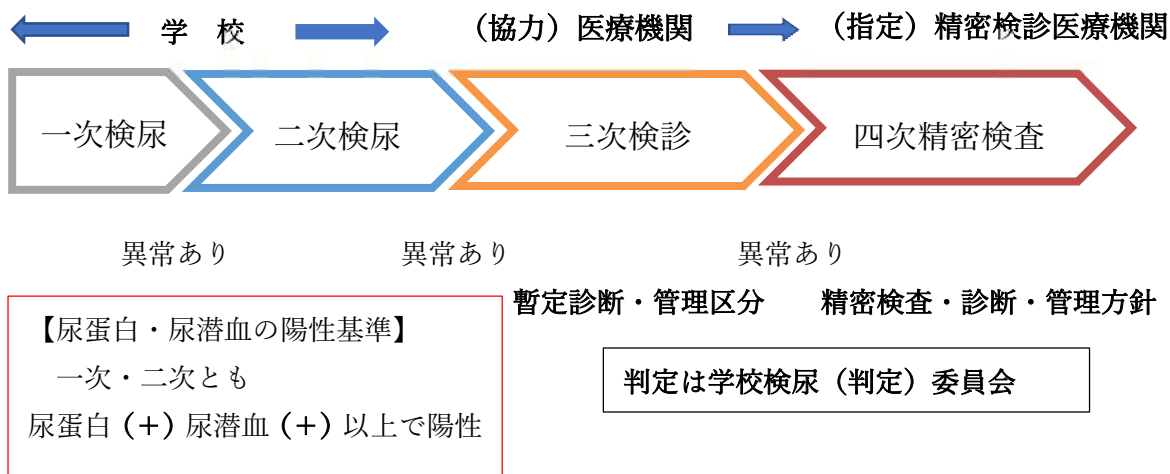 学 校 (協力)医療機関 (指定)精密検診医療機関
一次検尿 二次検尿 三次検診 四次精密検査
異常あり 異常あり 異常あり
暫定診断・管理区分 精密検査・診断・管理方針
【尿蛋白・尿潜血の陽性基準】
一次・二次とも
尿蛋白(+)尿潜血(+)以上で陽性
判定は学校検尿(判定)委員会